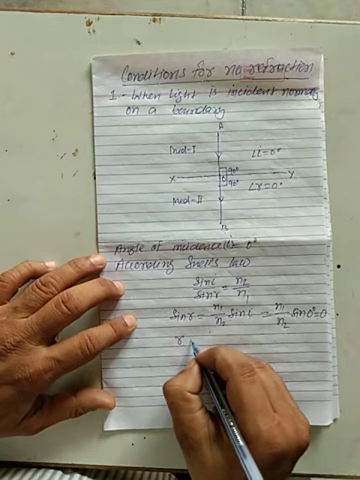 Conditions for no refraction
1 - When light is incident normaly
on a boundary
A
Med-I
∠i=0°
90°
X Y
90°
∠r=0°
Med-II
B
Angle of incidence(i)= 0°
According Snell's law
sini/sinr = n2/n1
sinr = n1/n2 sini = n1/n2 sin0°=0
r